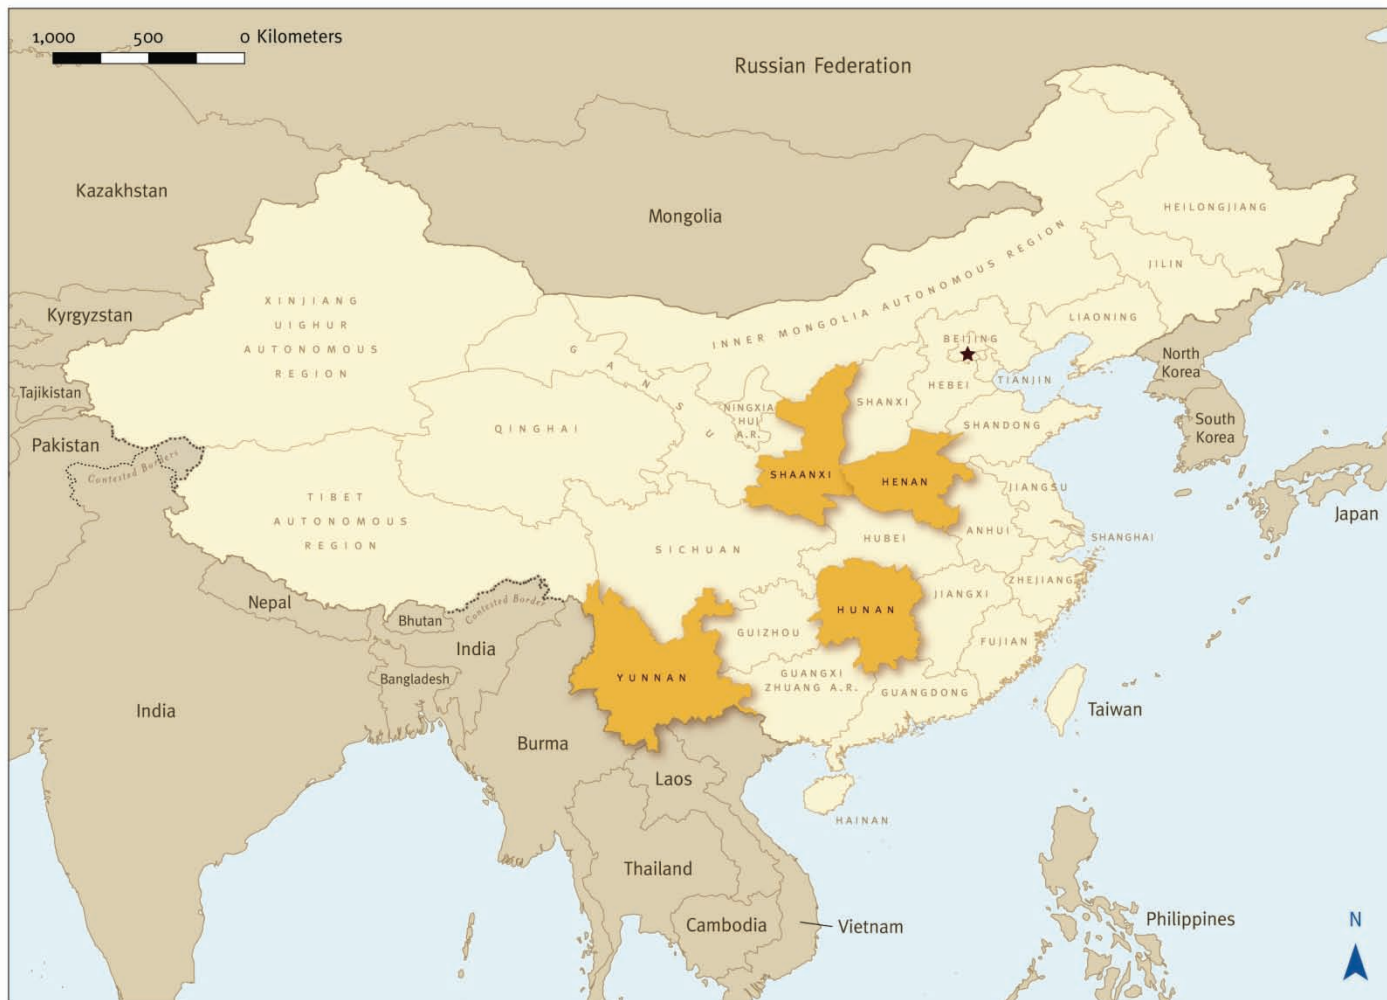 1,000 500 0 Kilometers
Russian Federation
Kazakhstan
Mongolia
HEILONGJIANG
JILIN
INNER MONGOLIA AUTONOMOUS REGION
XINJIANG
UIGHUR
AUTONOMOUS
REGION
Kyrgyzstan
LIAONING
BEIJING
North
Korea
GANSU
Tajikistan
HEBEI
TIANJIN
NINGXIA
HUI
A.R.
SHANXI
SHANDONG
South
Korea
QINGHAI
Pakistan
Contested Borders
SHAANXI
HENAN
JIANGSU
TIBET
AUTONOMOUS
REGION
Japan
ANHUI
HUBEI
SHANGHAI
SICHUAN
ZHEJIANG
Nepal
Contested Border
Bhutan
HUNAN
JIANGXI
GUIZHOU
FUJIAN
India
Bangladesh
YUNNAN
GUANGXI
ZHUANG A.R.
GUANGDONG
India
Taiwan
Burma
Laos
HAINAN
Thailand
Cambodia
Vietnam
Philippines
N